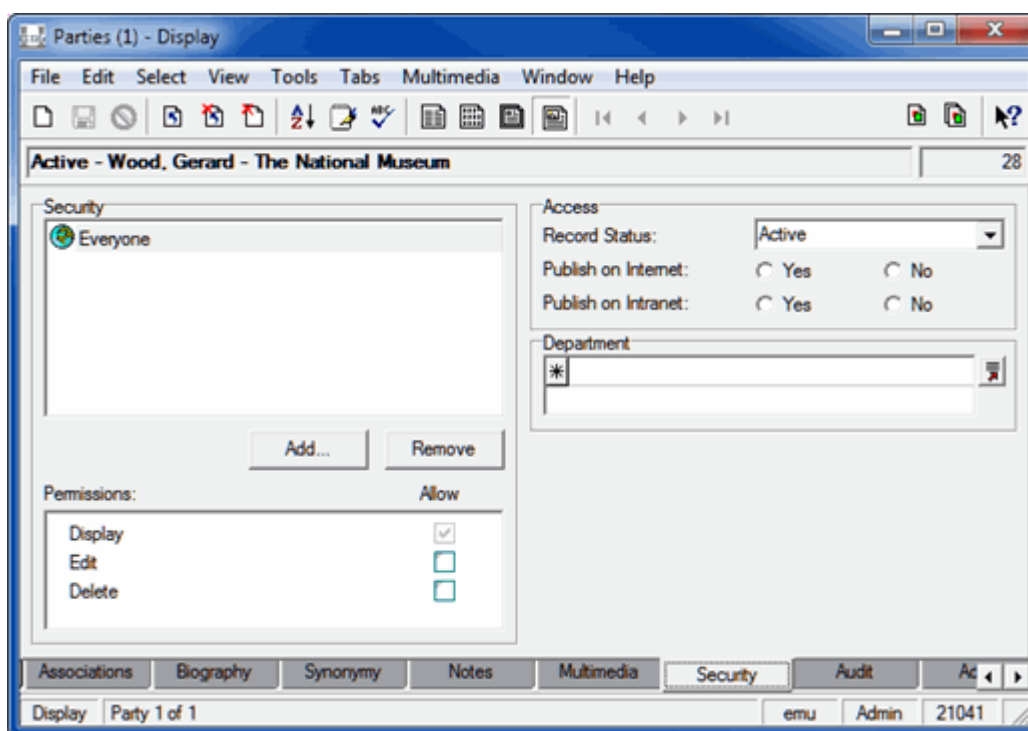 Parties (1) - Display
File Edit Select View Tools Tabs Multimedia Window Help
Active - Wood, Gerard - The National Museum 28
Security
Everyone
Add... Remove
Permissions: Allow
Display
Edit
Delete
Access
Record Status: Active
Publish on Internet: Yes No
Publish on Intranet: Yes No
Department
Associations Biography Synonymy Notes Multimedia Security Audit
Display Party 1 of 1 emu Admin 21041